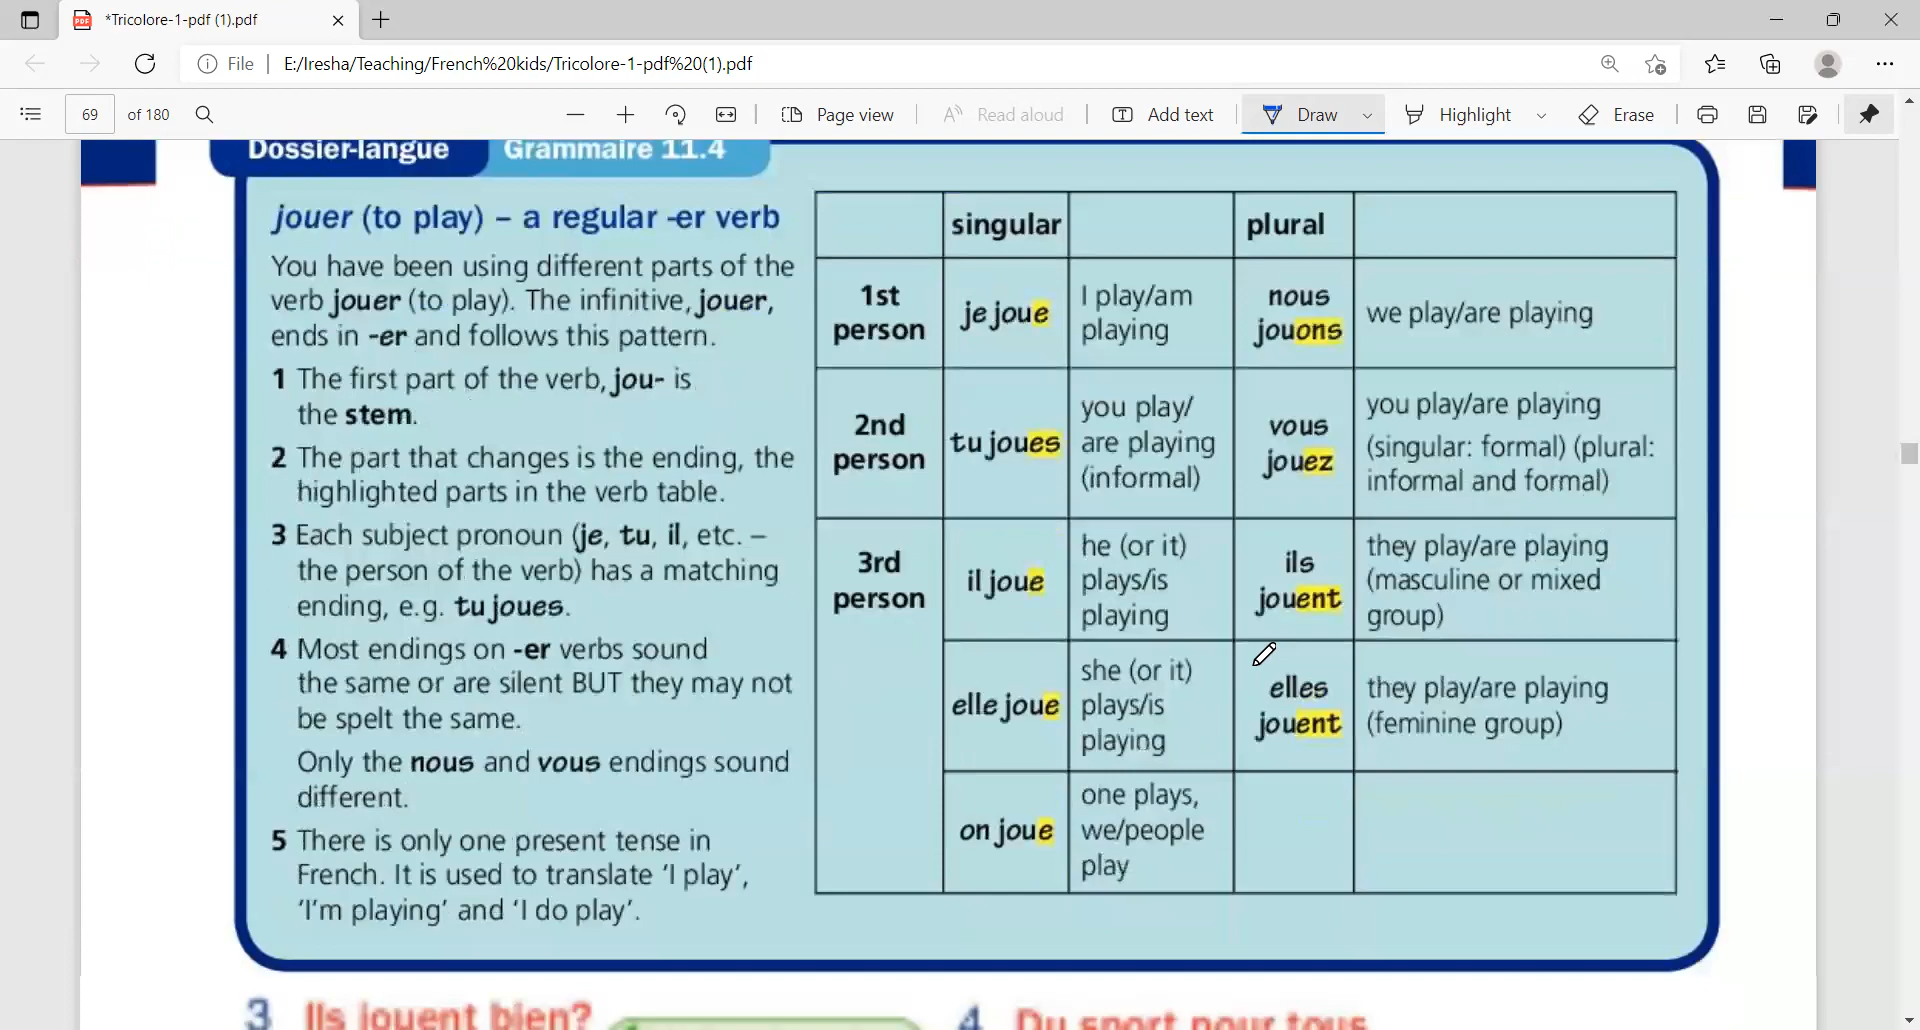 *Tricolore-1-pdf (1).pdf
File E:/Iresha/Teaching/French%20kids/Tricolore-1-pdf%20(1).pdf
69 of 180 Page view Read aloud Add text Draw Highlight Erase
Dossier-langue Grammaire 11.4
jouer (to play) – a regular -er verb
You have been using different parts of the
verb jouer (to play). The infinitive, jouer,
ends in -er and follows this pattern.
1 The first part of the verb, jou- is
the stem.
2 The part that changes is the ending, the
highlighted parts in the verb table.
3 Each subject pronoun (je, tu, il, etc. –
the person of the verb) has a matching
ending, e.g. tu joues.
4 Most endings on -er verbs sound
the same or are silent BUT they may not
be spelt the same.
Only the nous and vous endings sound
different.
5 There is only one present tense in
French. It is used to translate ‘I play’,
‘I’m playing’ and ‘I do play’.
singular plural
1st
person
je joue
I play/am
playing
nous
jouons
we play/are playing
2nd
person
tu joues
you play/
are playing
(informal)
vous
jouez
you play/are playing
(singular: formal) (plural:
informal and formal)
3rd
person
il joue
he (or it)
plays/is
playing
ils
jouent
they play/are playing
(masculine or mixed
group)
elle joue
she (or it)
plays/is
playing
elles
jouent
they play/are playing
(feminine group)
on joue
one plays,
we/people
play
3 Ils jouent bien?
4 Du sport pour tous